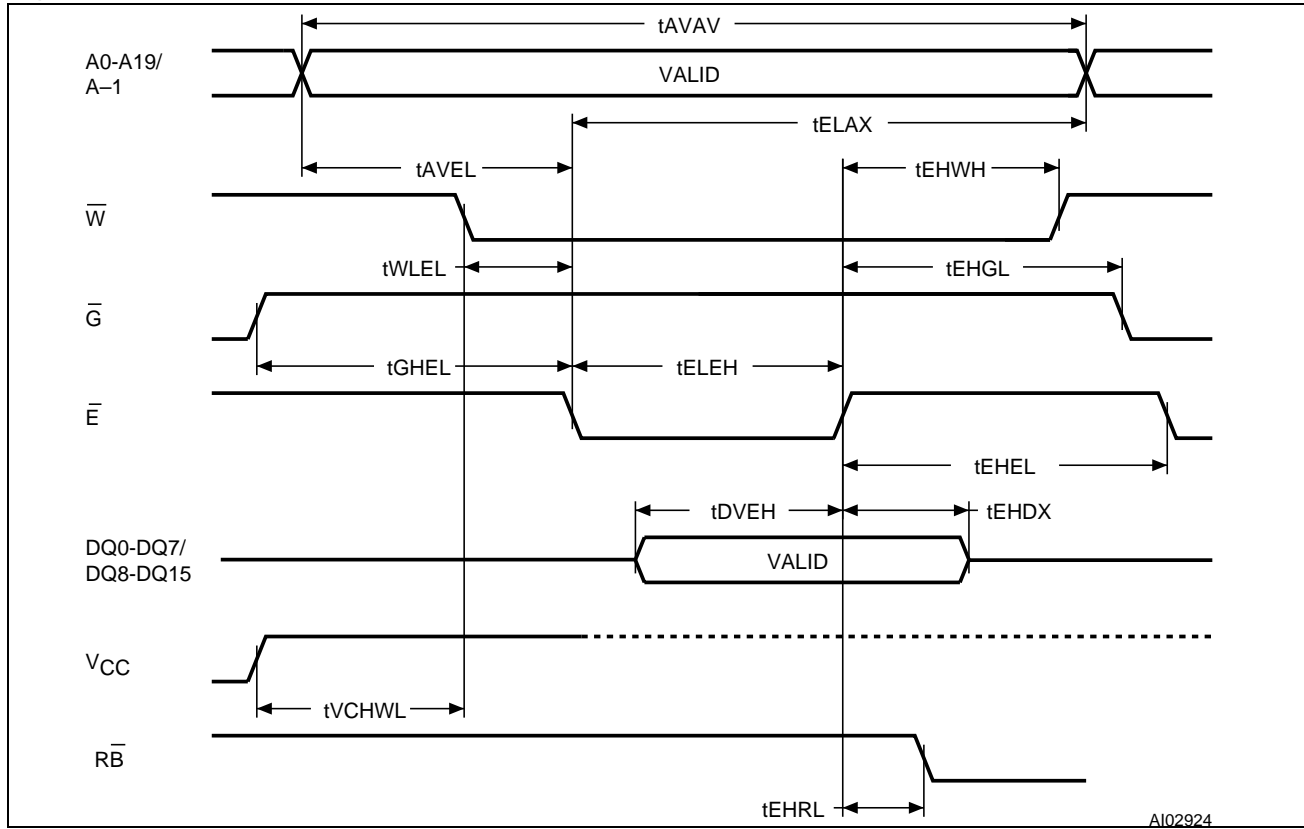 tAVAV
A0-A19/
A–1
VALID
tELAX
tAVEL
tEHWH
W̅
tWLEL
tEHGL
G̅
tGHEL
tELEH
E̅
tEHEL
tDVEH
tEHDX
DQ0-DQ7/
DQ8-DQ15
VALID
VCC
tVCHWL
RB̅
tEHRL
AI02924